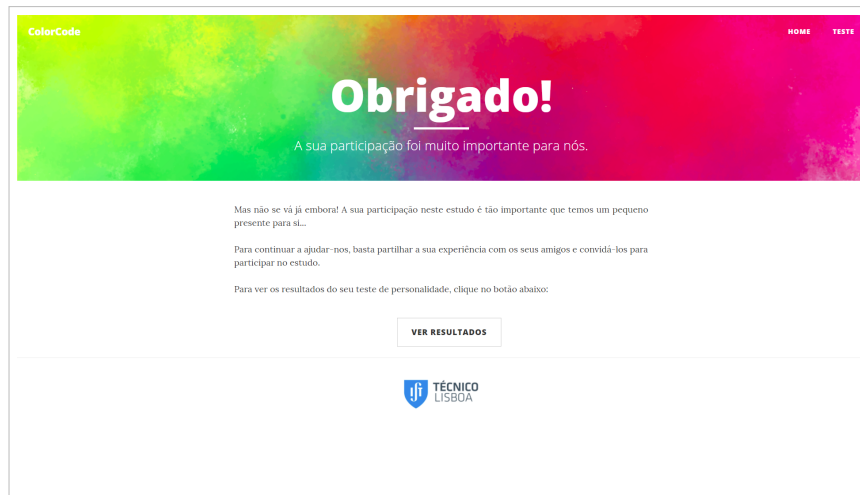 ColorCode
HOME TESTE
Obrigado!
A sua participação foi muito importante para nós.
Mas não se vá já embora! A sua participação neste estudo é tão importante que temos um pequeno
presente para si...
Para continuar a ajudar-nos, basta partilhar a sua experiência com os seus amigos e convidá-los para
participar no estudo.
Para ver os resultados do seu teste de personalidade, clique no botão abaixo:
VER RESULTADOS
TÉCNICO
LISBOA